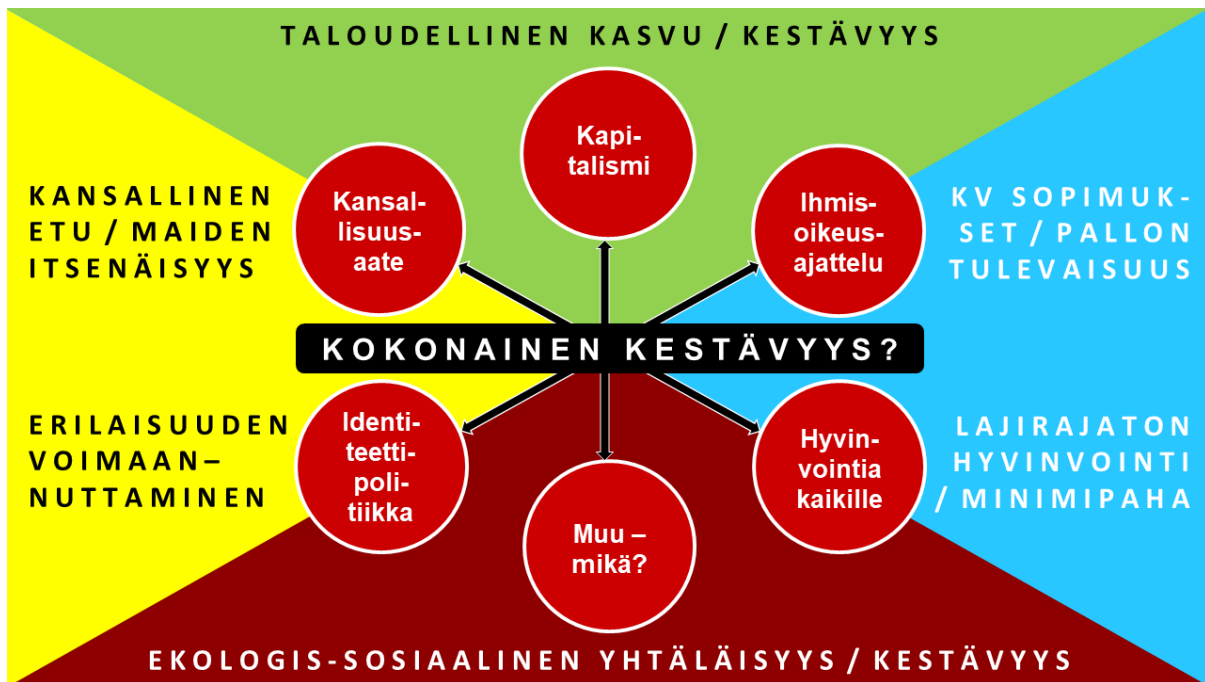 TALOUDELLINEN KASVU / KESTÄVYYS
Kapi-
talismi
KANSALLINEN
ETU / MAIDEN
ITSENÄISYYS
Kansal-
lisuus-
aate
Ihmis-
oikeus-
ajattelu
KV SOPIMUK-
SET / PALLON
TULEVAISUUS
KOKONAINEN KESTÄVYYS?
ERILAISUUDEN
VOIMAAN–
NUTTAMINEN
Identi-
teetti-
poli-
tiikka
Muu –
mikä?
Hyvin-
vointia
kaikille
LAJIRAJATON
HYVINVOINTI
/ MINIMIPAHA
EKOLOGIS-SOSIAALINEN YHTÄLÄISYYS / KESTÄVYYS